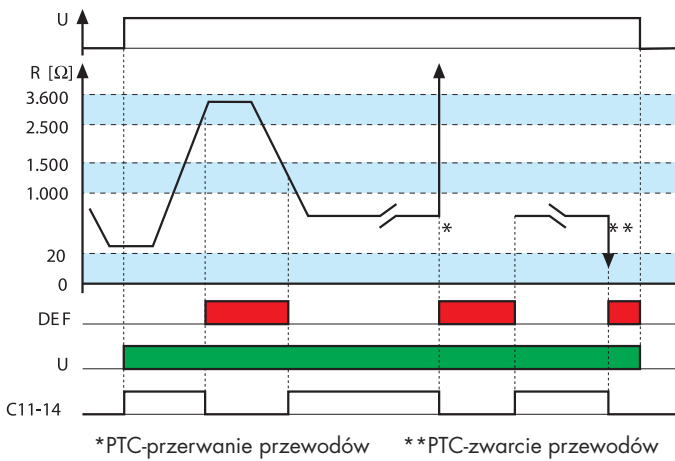 U
R [Ω]
3.600
2.500
1.500
1.000
*
* *
20
0
DEF
U
C11-14
*PTC-przerwanie przewodów **PTC-zwarcie przewodów